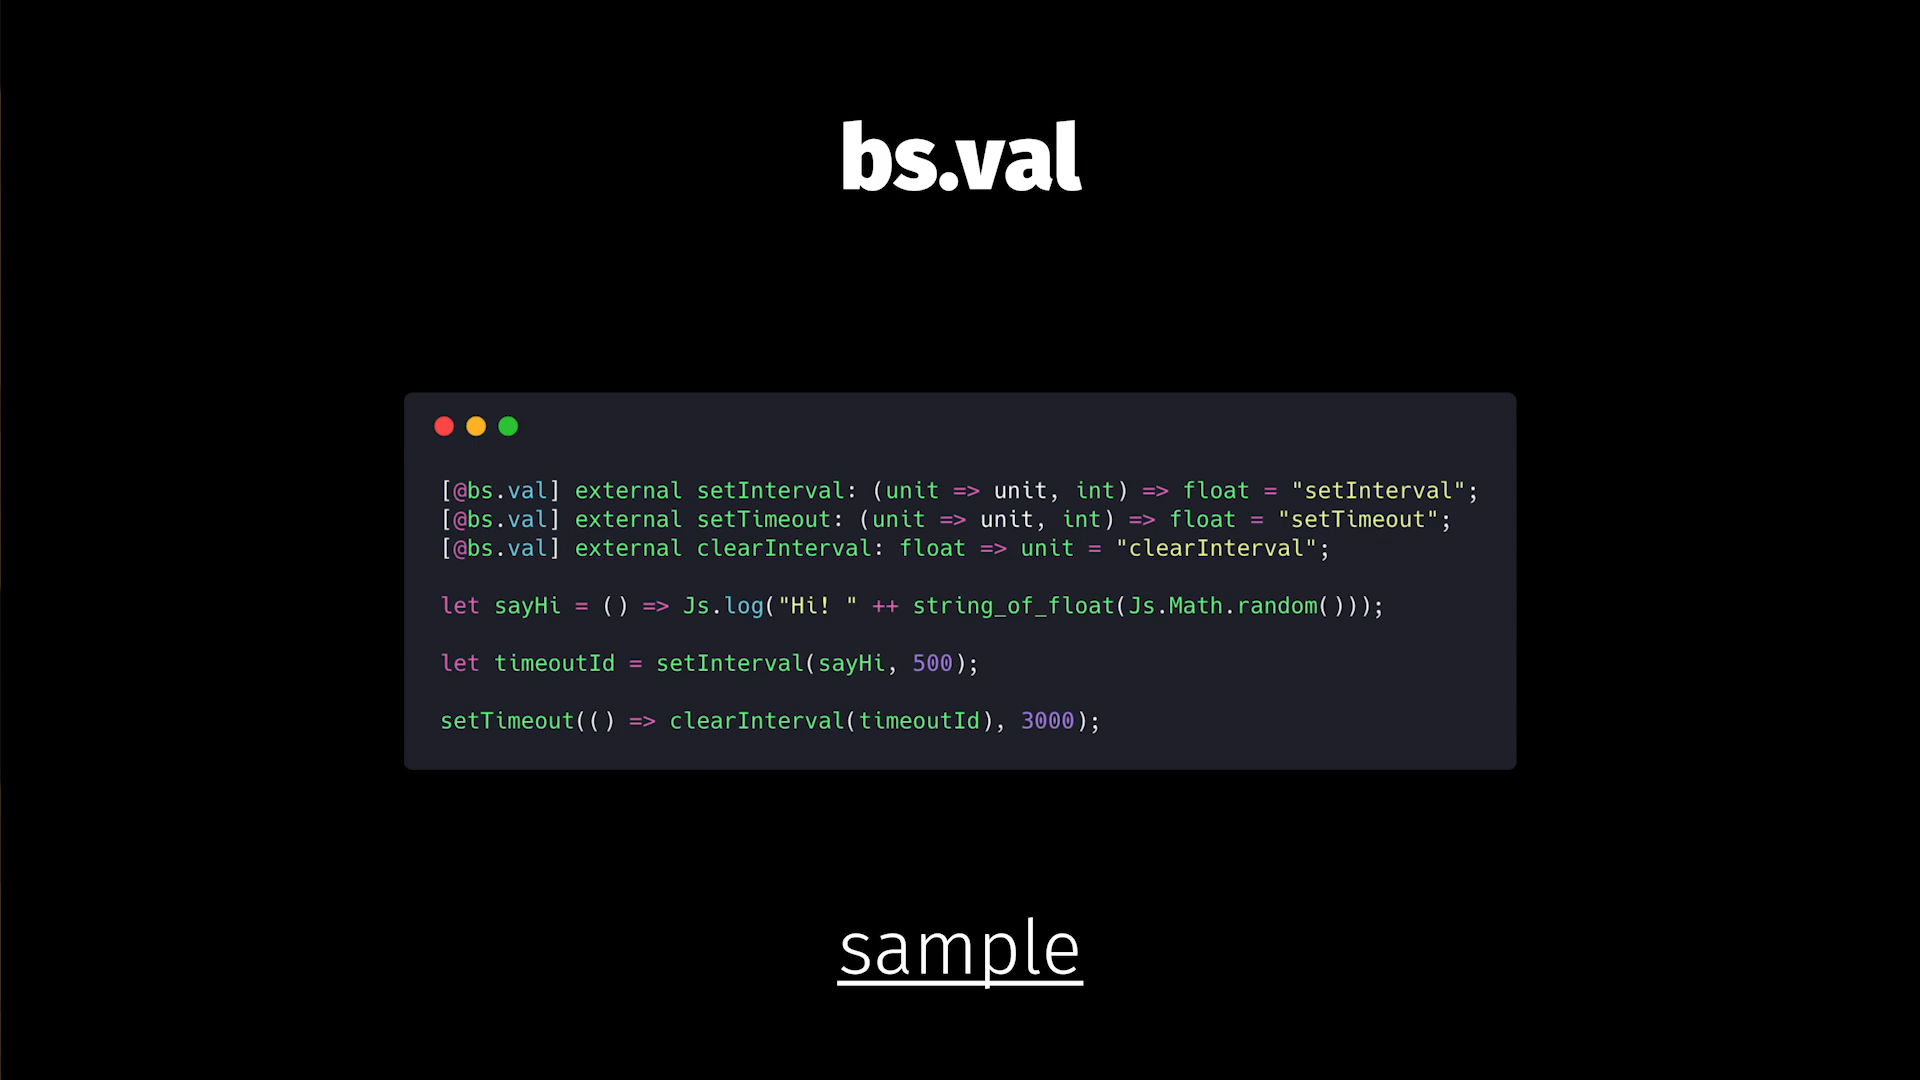 bs.val
[@bs.val] external setInterval: (unit => unit, int) => float = "setInterval";
[@bs.val] external setTimeout: (unit => unit, int) => float = "setTimeout";
[@bs.val] external clearInterval: float => unit = "clearInterval";
let sayHi = () => Js.log("Hi! " ++ string_of_float(Js.Math.random()));
let timeoutId = setInterval(sayHi, 500);
setTimeout(() => clearInterval(timeoutId), 3000);
sample